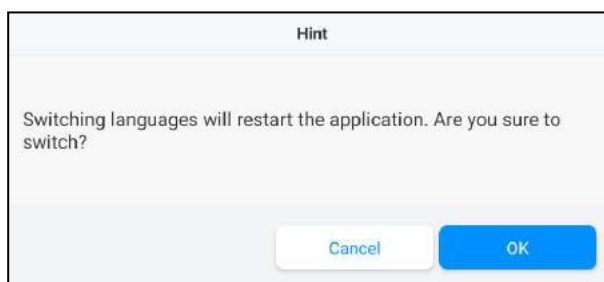 Hint
Switching languages will restart the application. Are you sure to
switch?
Cancel
OK